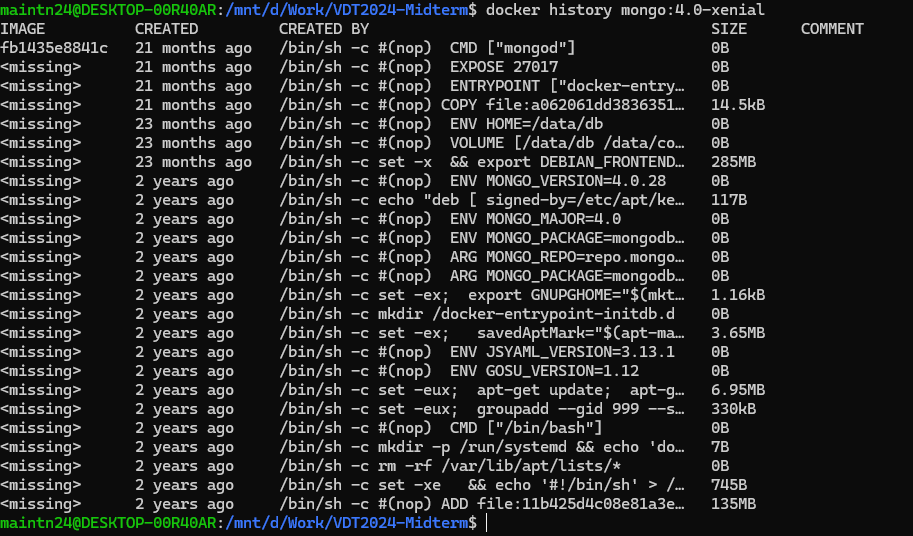 maintn24@DESKTOP-00R40AR:/mnt/d/Work/VDT2024-Midterm$ docker history mongo:4.0-xenial
IMAGE          CREATED         CREATED BY                                      SIZE      COMMENT
fb1435e8841c   21 months ago   /bin/sh -c #(nop)  CMD ["mongod"]               0B
<missing>      21 months ago   /bin/sh -c #(nop)  EXPOSE 27017                 0B
<missing>      21 months ago   /bin/sh -c #(nop)  ENTRYPOINT ["docker-entry…   0B
<missing>      21 months ago   /bin/sh -c #(nop) COPY file:a062061dd3836351…   14.5kB
<missing>      23 months ago   /bin/sh -c #(nop)  ENV HOME=/data/db            0B
<missing>      23 months ago   /bin/sh -c #(nop)  VOLUME [/data/db /data/co…   0B
<missing>      23 months ago   /bin/sh -c set -x  && export DEBIAN_FRONTEND…   285MB
<missing>      2 years ago     /bin/sh -c #(nop)  ENV MONGO_VERSION=4.0.28     0B
<missing>      2 years ago     /bin/sh -c echo "deb [ signed-by=/etc/apt/ke…   117B
<missing>      2 years ago     /bin/sh -c #(nop)  ENV MONGO_MAJOR=4.0          0B
<missing>      2 years ago     /bin/sh -c #(nop)  ENV MONGO_PACKAGE=mongodb…   0B
<missing>      2 years ago     /bin/sh -c #(nop)  ARG MONGO_REPO=repo.mongo…   0B
<missing>      2 years ago     /bin/sh -c #(nop)  ARG MONGO_PACKAGE=mongodb…   0B
<missing>      2 years ago     /bin/sh -c set -ex;  export GNUPGHOME="$(mkt…   1.16kB
<missing>      2 years ago     /bin/sh -c mkdir /docker-entrypoint-initdb.d    0B
<missing>      2 years ago     /bin/sh -c set -ex;   savedAptMark="$(apt-ma…   3.65MB
<missing>      2 years ago     /bin/sh -c #(nop)  ENV JSYAML_VERSION=3.13.1    0B
<missing>      2 years ago     /bin/sh -c #(nop)  ENV GOSU_VERSION=1.12        0B
<missing>      2 years ago     /bin/sh -c set -eux;  apt-get update;  apt-g…   6.95MB
<missing>      2 years ago     /bin/sh -c set -eux;  groupadd --gid 999 --s…   330kB
<missing>      2 years ago     /bin/sh -c #(nop)  CMD ["/bin/bash"]            0B
<missing>      2 years ago     /bin/sh -c mkdir -p /run/systemd && echo 'do…   7B
<missing>      2 years ago     /bin/sh -c rm -rf /var/lib/apt/lists/*          0B
<missing>      2 years ago     /bin/sh -c set -xe   && echo '#!/bin/sh' > /…   745B
<missing>      2 years ago     /bin/sh -c #(nop) ADD file:11b425d4c08e81a3e…   135MB
maintn24@DESKTOP-00R40AR:/mnt/d/Work/VDT2024-Midterm$